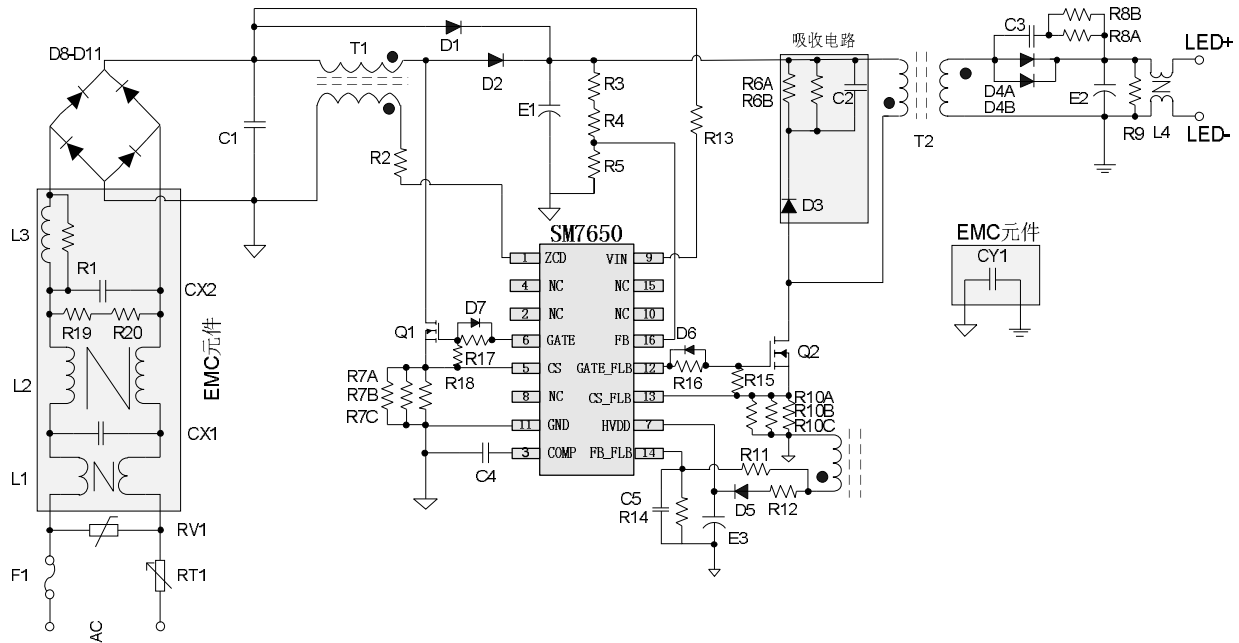 D8-D11
T1
D1
D2
R3
R4
R5
E1
R13
C1
R2
吸收电路
R6A
R6B
C2
D3
T2
C3
R8B
R8A
D4A
D4B
E2
R9
L4
LED+
LED-
L3
R1
CX2
R19
R20
L2
CX1
L1
EMC元件
RV1
F1
RT1
AC
SM7650
1 ZCD
4 NC
2 NC
6 GATE
5 CS
8 NC
11 GND
3 COMP
VIN 9
NC 15
NC 10
FB 16
GATE_FLB 12
CS_FLB 13
HVDD 7
FB_FLB 14
Q1
D7
R17
R18
R7A
R7B
R7C
C4
D6
R16
R15
Q2
R10A
R10B
R10C
R11
R12
D5
C5
R14
E3
EMC元件
CY1